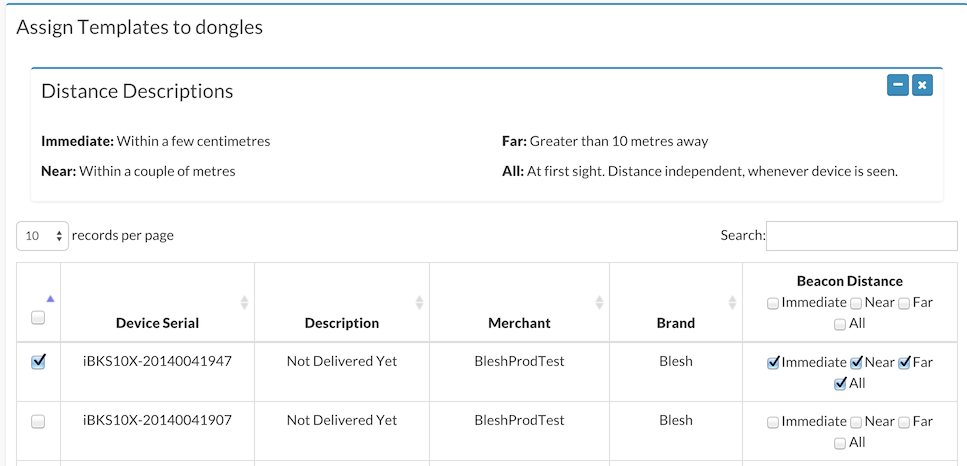 Assign Templates to dongles
Distance Descriptions
Immediate: Within a few centimetres
Far: Greater than 10 metres away
Near: Within a couple of metres
All: At first sight. Distance independent, whenever device is seen.
10 records per page
Search:
Device Serial
Description
Merchant
Brand
Beacon Distance
Immediate Near Far
All
iBKS10X-20140041947
Not Delivered Yet
BleshProdTest
Blesh
Immediate Near Far
All
iBKS10X-20140041907
Not Delivered Yet
BleshProdTest
Blesh
Immediate Near Far
All